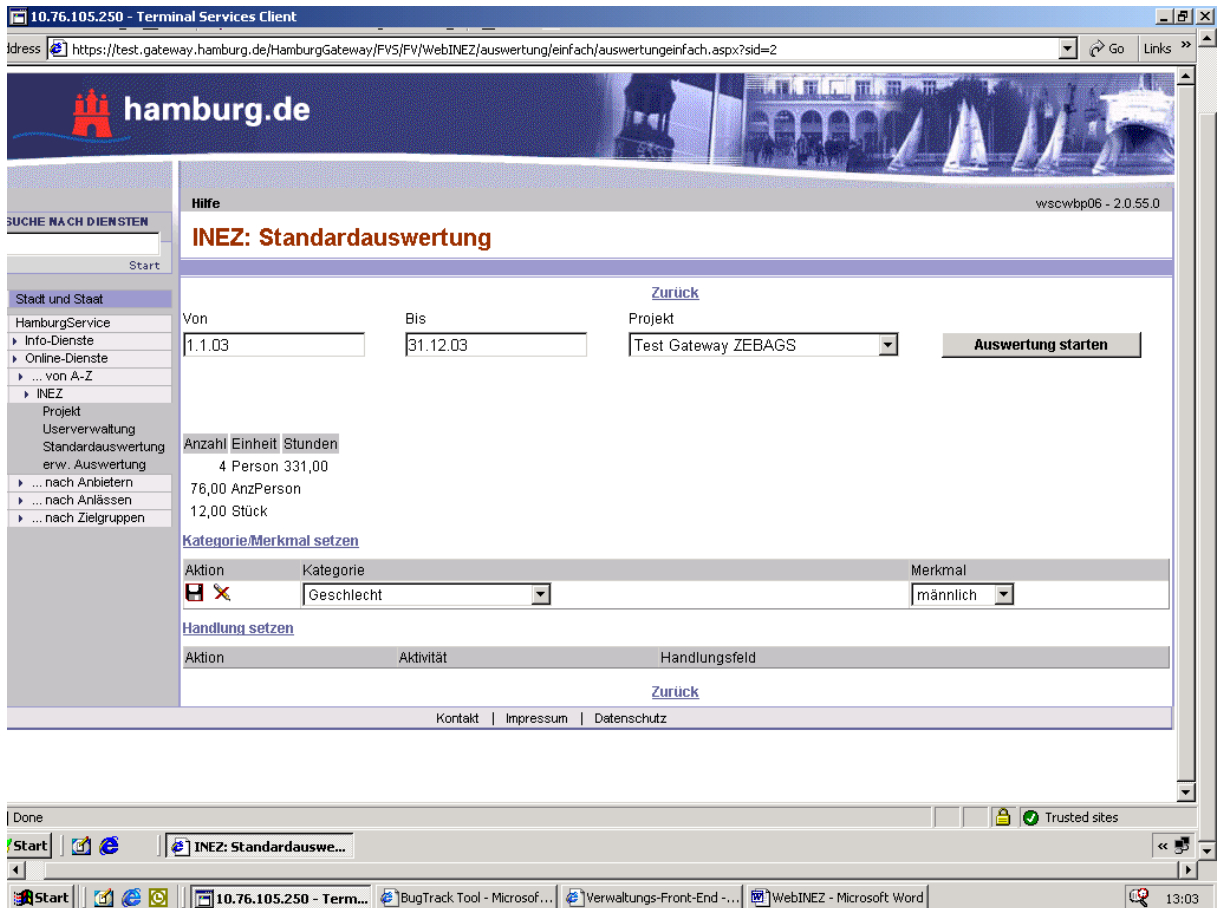 10.76.105.250 - Terminal Services Client
ddress https://test.gateway.hamburg.de/HamburgGateway/FVS/FV/WebINEZ/auswertung/einfach/auswertungeinfach.aspx?sid=2 Go Links »
hamburg.de
Hilfe wscwbp06 - 2.0.55.0
SUCHE NACH DIENSTEN
INEZ: Standardauswertung
Start
Zurück
Stadt und Staat
HamburgService
Info-Dienste
Online-Dienste
... von A-Z
INEZ
Projekt
Userverwaltung
Standardauswertung
erw. Auswertung
... nach Anbietern
... nach Anlässen
... nach Zielgruppen
Von Bis Projekt
1.1.03 31.12.03 Test Gateway ZEBAGS Auswertung starten
Anzahl Einheit Stunden
4 Person 331,00
76,00 AnzPerson
12,00 Stück
Kategorie/Merkmal setzen
Aktion Kategorie Merkmal
Geschlecht männlich
Handlung setzen
Aktion Aktivität Handlungsfeld
Zurück
Kontakt | Impressum | Datenschutz
Done Trusted sites
Start INEZ: Standardauswe... «
Start 10.76.105.250 - Term... BugTrack Tool - Microsof... Verwaltungs-Front-End -... WebINEZ - Microsoft Word 13:03